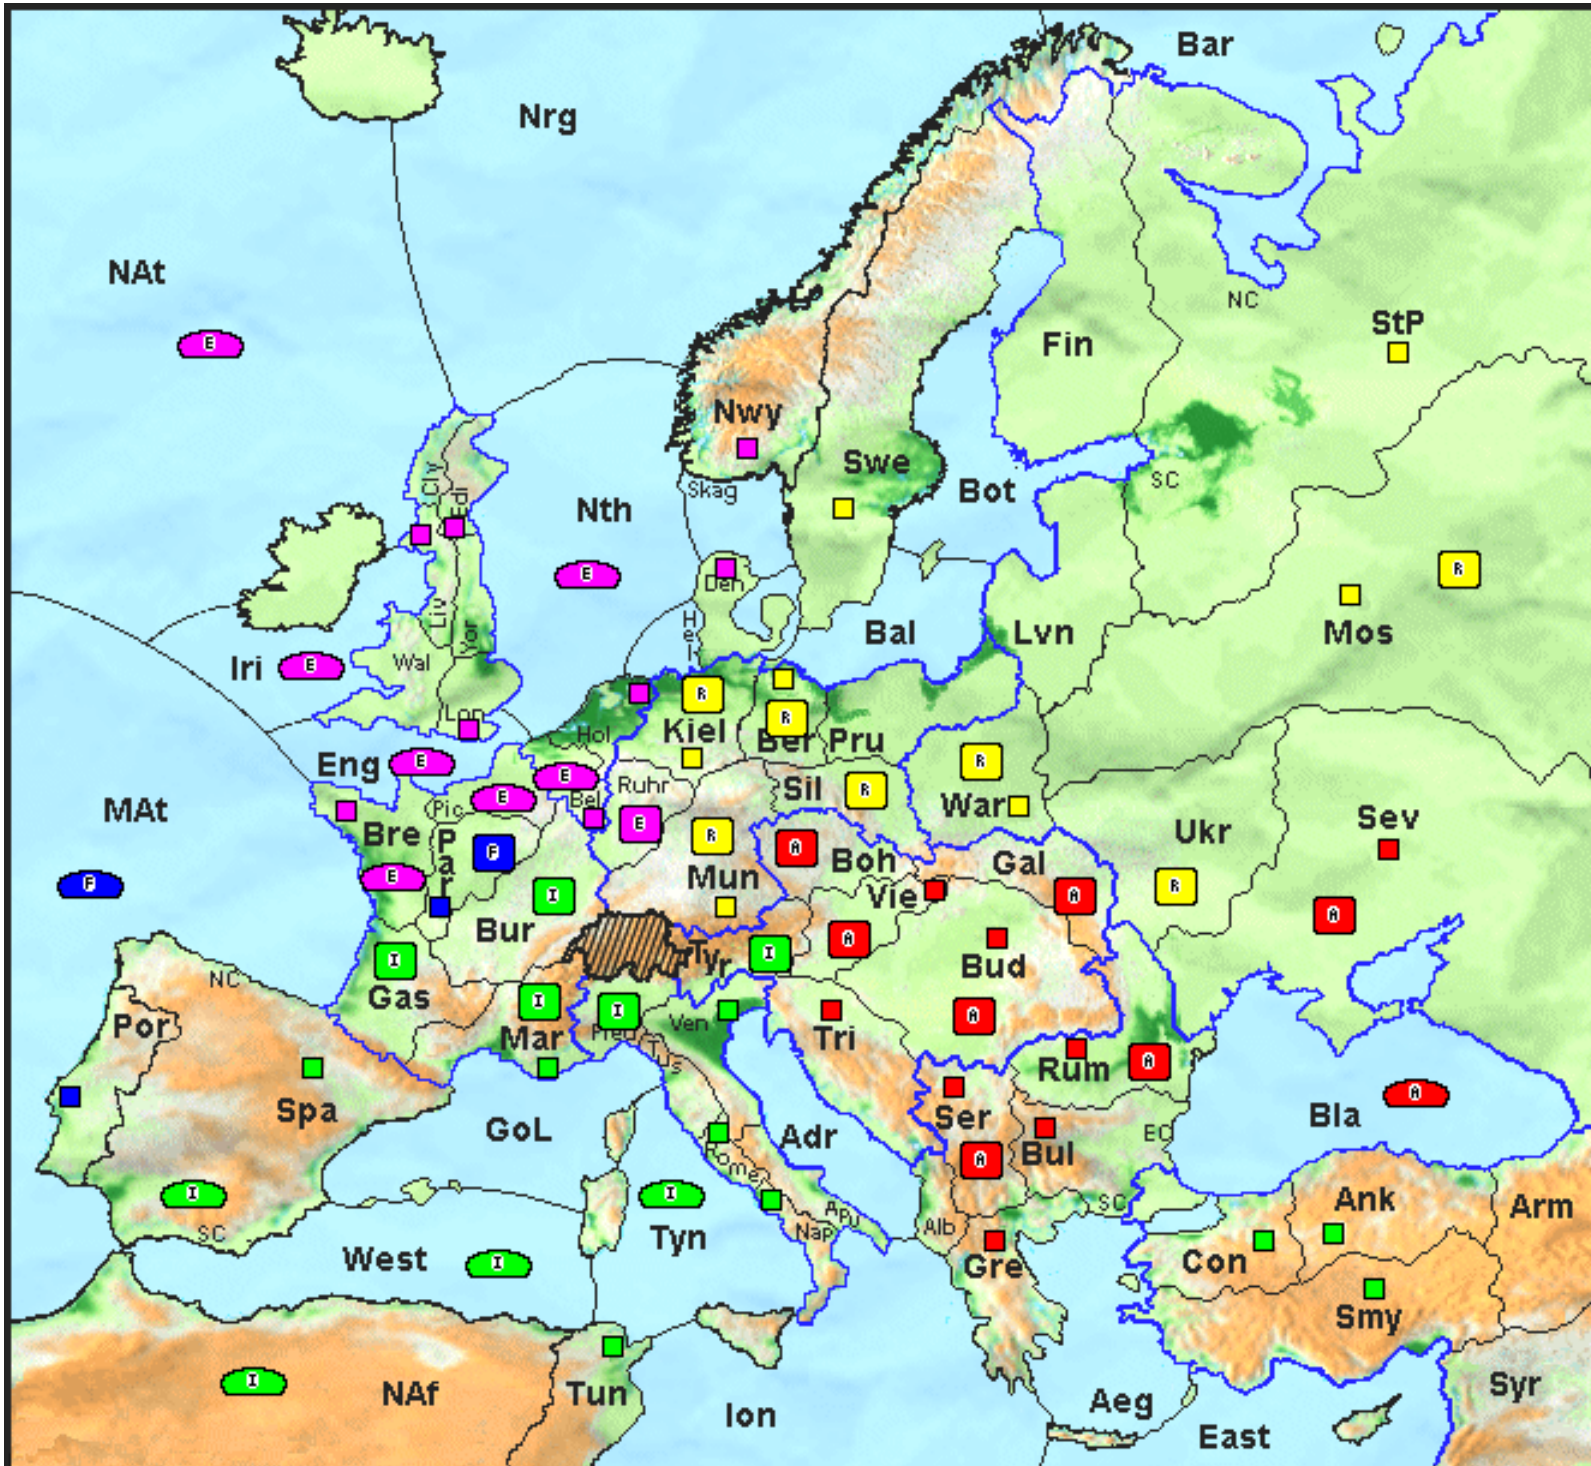 Bar
Nrg
NAt
NC
StP
Fin
Nwy
Swe
Cly
Edi
Skag
Bot
SC
Nth
E
E
R
Den
Hel
Bal
Lvn
Mos
Liv
Yor
Wal
Iri
E
R
Kiel
R
Ber
Pru
Lon
Hol
Eng
E
E
Ruhr
Sil
R
War
R
MAt
Pic
E
Bel
Bre
Par
F
E
R
Mun
A
Boh
Gal
Ukr
Sev
F
E
I
Bur
Vie
A
R
A
NC
I
Gas
Tyr
I
A
Bud
Por
I
Mar
I
Pied
Ven
Tus
Tri
A
Rum
A
Spa
GoL
Rome
Adr
Ser
A
Bul
EC
Bla
A
I
SC
I
Tyn
Nap
Apu
Alb
SC
Gre
Con
Ank
Arm
West
I
Smy
I
NAf
Tun
Ion
Aeg
East
Syr